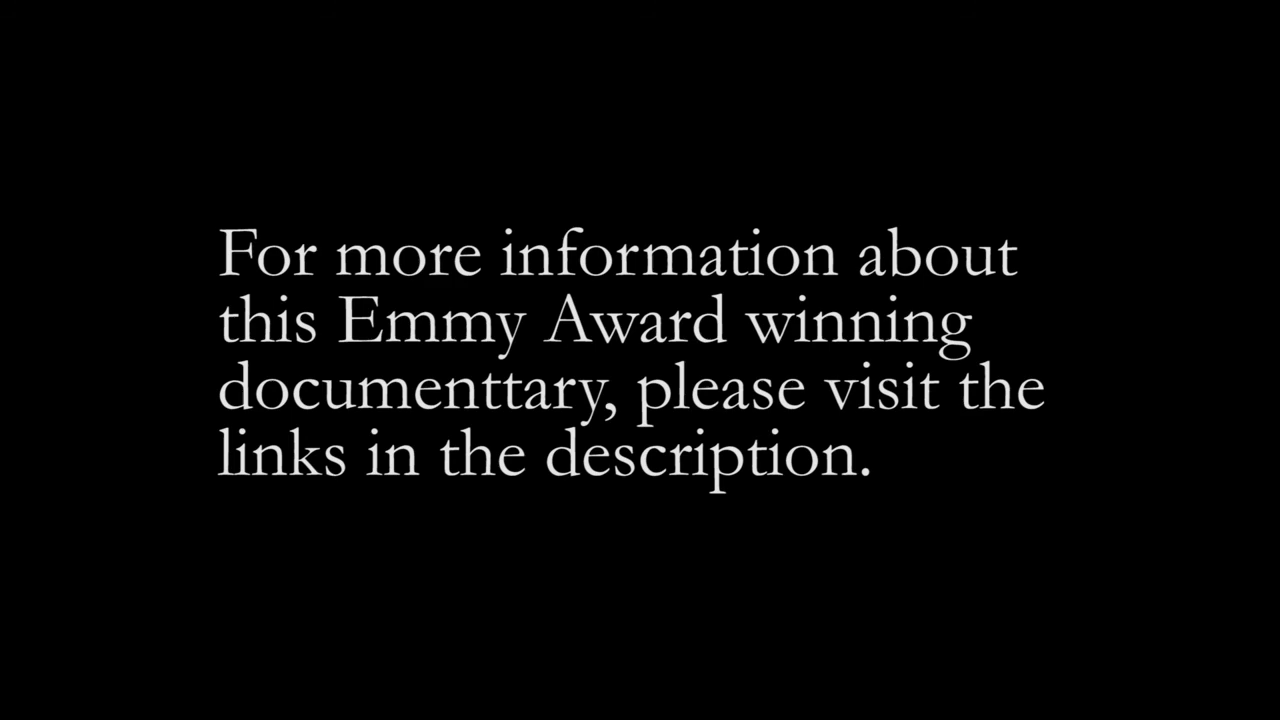 For more information about
this Emmy Award winning
documenttary, please visit the
links in the description.